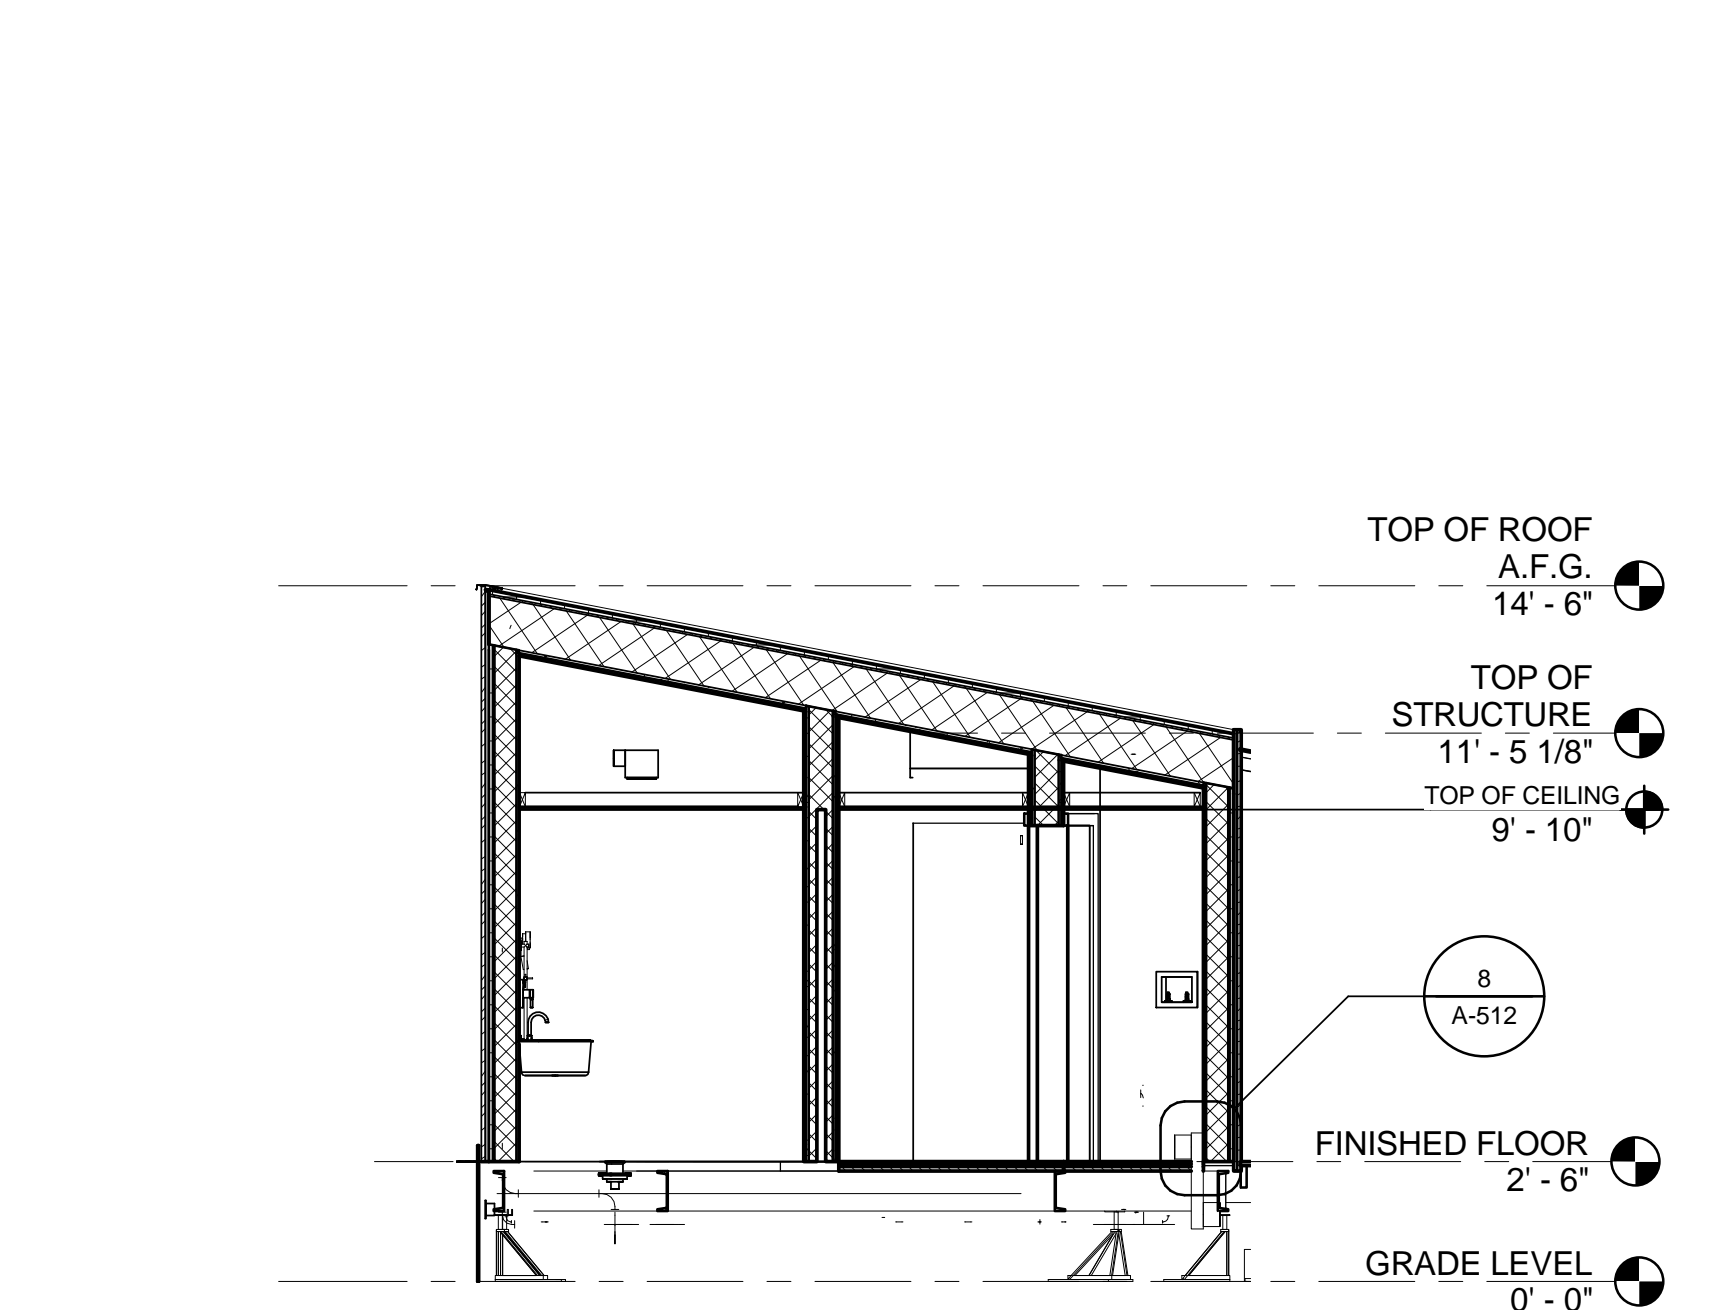 TOP OF ROOF
A.F.G.
14' - 6"
TOP OF
STRUCTURE
11' - 5 1/8"
TOP OF CEILING
9' - 10"
8
A-512
FINISHED FLOOR
2' - 6"
GRADE LEVEL
0' - 0"